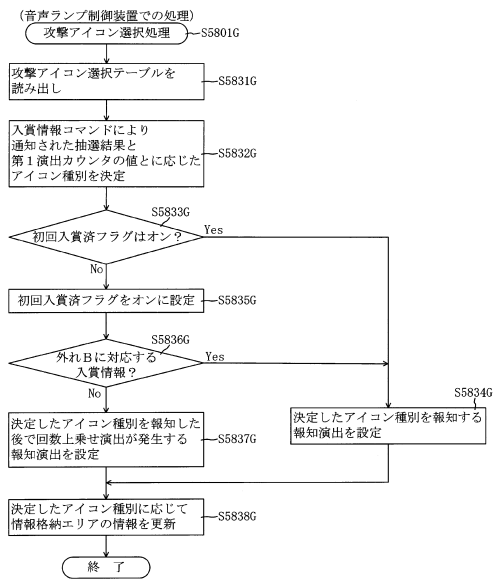 （音声ランプ制御装置での処理）
攻撃アイコン選択処理
S5801G
攻撃アイコン選択テーブルを
読み出し
S5831G
入賞情報コマンドにより
通知された抽選結果と
第１演出カウンタの値とに応じた
アイコン種別を決定
S5832G
S5833G
初回入賞済フラグはオン？
Yes
No
初回入賞済フラグをオンに設定
S5835G
S5836G
外れＢに対応する
入賞情報？
Yes
No
S5834G
決定したアイコン種別を報知する
報知演出を設定
決定したアイコン種別を報知した
後で回数上乗せ演出が発生する
報知演出を設定
S5837G
決定したアイコン種別に応じて
情報格納エリアの情報を更新
S5838G
終 了